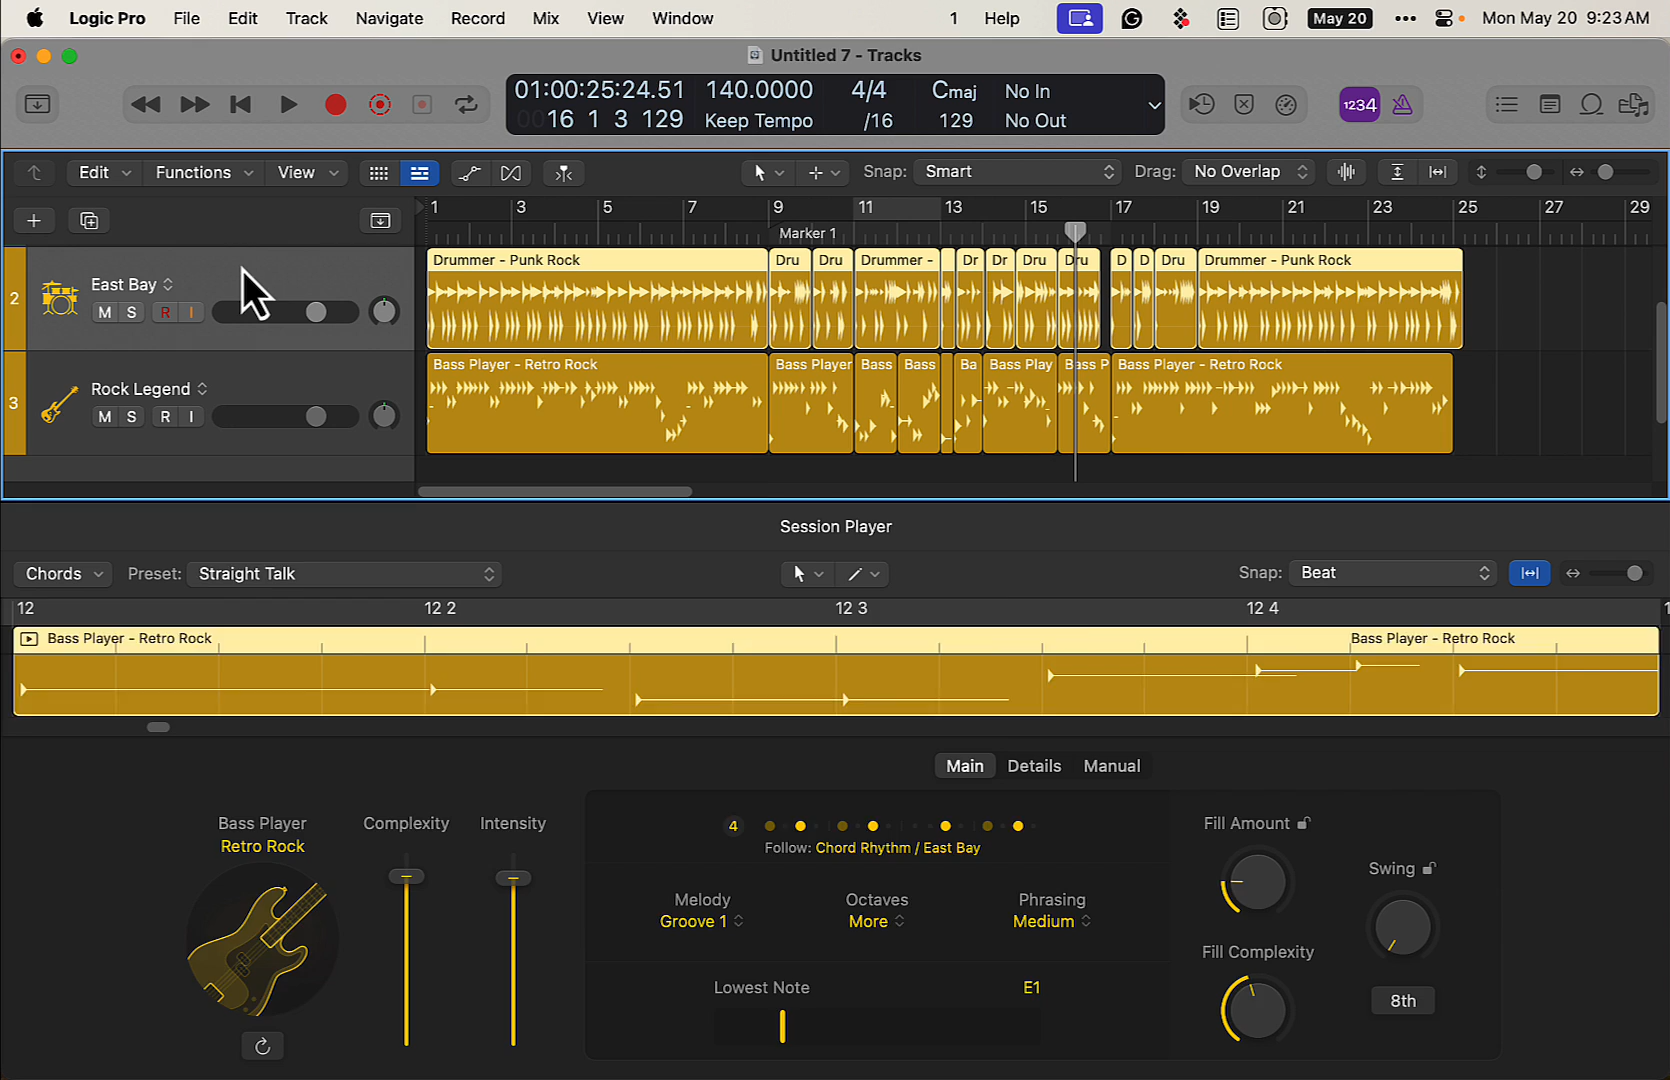 Logic Pro File Edit Track Navigate Record Mix View Window 1 Help May 20 Mon May 20 9:23 AM
Untitled 7 - Tracks
01:00:25:24.51 140.0000 4/4 Cmaj No In
0016 1 3 129 Keep Tempo /16 129 No Out
1234
Edit Functions View Snap: Smart Drag: No Overlap
1 3 5 7 9 11 13 15 17 19 21 23 25 27 29
Marker 1
Drummer - Punk Rock Dru Dru Drummer - Dr Dr Dru Dru D D Dru Drummer - Punk Rock
2 East Bay
M S R I
Bass Player - Retro Rock Bass Player Bass Bass Ba Bass Play Bass P Bass Player - Retro Rock
3 Rock Legend
M S R I
Session Player
Chords Preset: Straight Talk Snap: Beat
12 12 2 12 3 12 4 1
Bass Player - Retro Rock Bass Player - Retro Rock
Main Details Manual
Bass Player Complexity Intensity
Retro Rock
4
Follow: Chord Rhythm / East Bay
Fill Amount
Swing
Melody Octaves Phrasing
Groove 1 More Medium
Fill Complexity
Lowest Note E1
8th